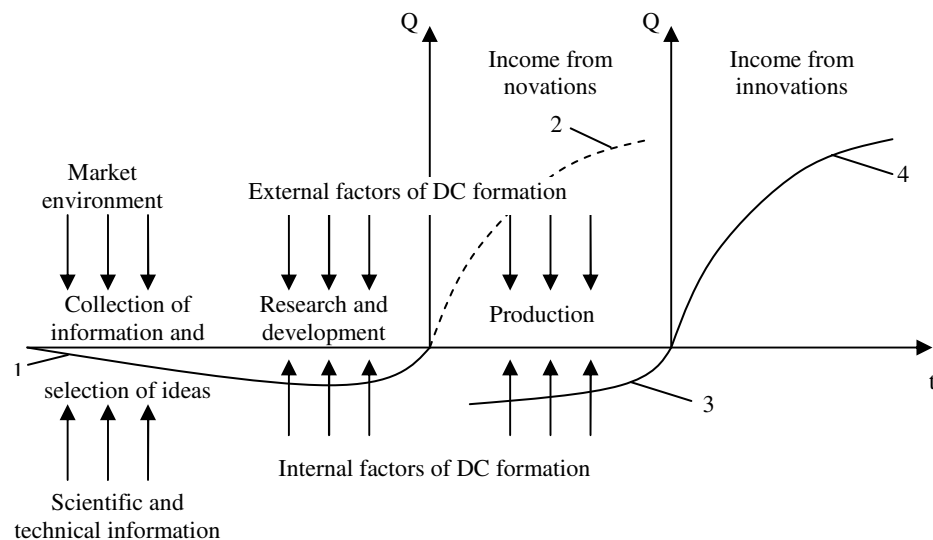 Q
Q
Income from
novations
Income from
innovations
2
Market
environment
External factors of DC formation
4
Collection of
information and
Research and
development
Production
1
selection of ideas
t
3
Internal factors of DC formation
Scientific and
technical information